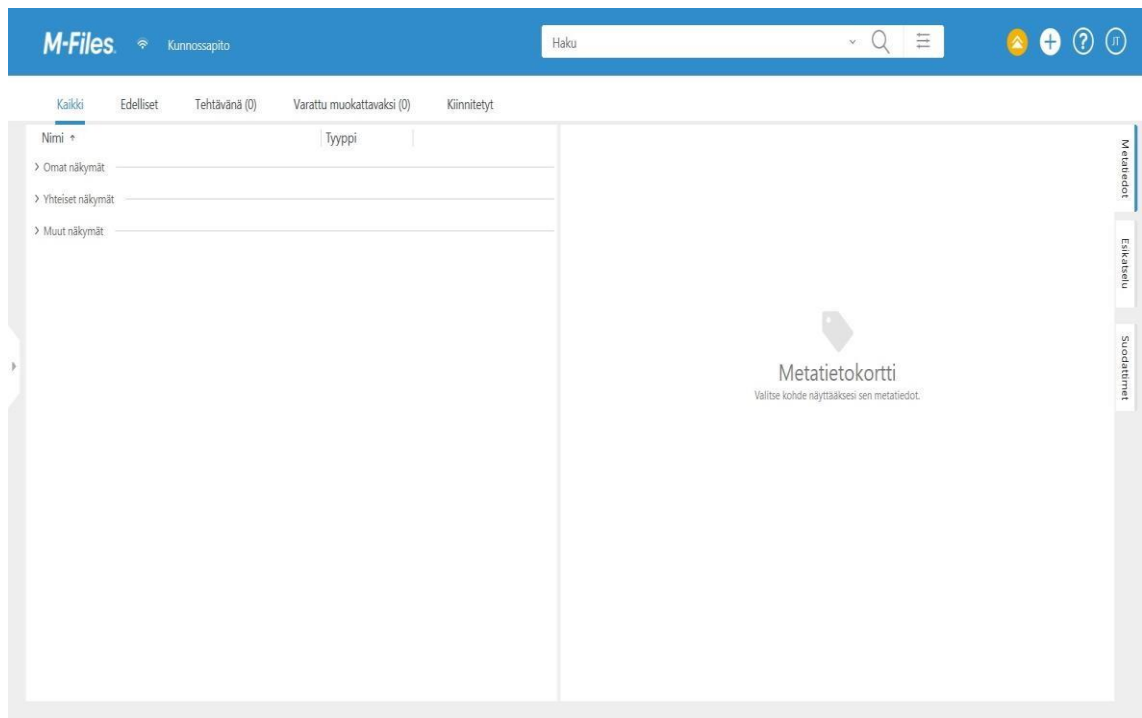 M-Files. Kunnossapito Haku JT
Kaikki Edelliset Tehtävänä (0) Varattu muokattavaksi (0) Kiinnitetyt
Nimi Tyyppi
Omat näkymät
Yhteiset näkymät
Muut näkymät
Metatietokortti
Valitse kohde näyttääksesi sen metatiedot.
Metatiedot
Esikatselu
Suodattimet